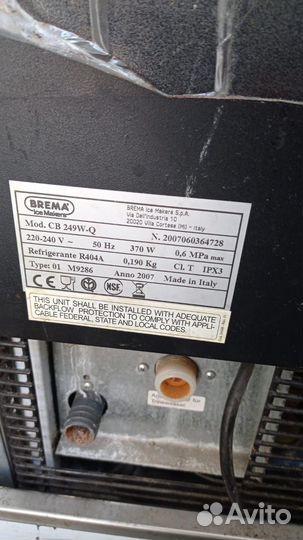 BREMA
Ice Makers
BREMA Ice Makers S.p.A.
Via Dell'Industria 10
20020 Villa Cortese (MI) - Italy
Mod. CB 249W-Q
N. 2007060364728
220-240 V ~ 50 Hz 370 W 0,6 MPa max
Refrigerante R404A 0,190 Kg Cl. T IPX3
Type: 01 M9286 Anno 2007 Made in Italy
THIS UNIT SHALL BE INSTALLED WITH ADEQUATE
BACKFLOW PROTECTION TO COMPLY WITH APPLI-
CABLE FEDERAL, STATE AND LOCAL CODES.
für
Avito